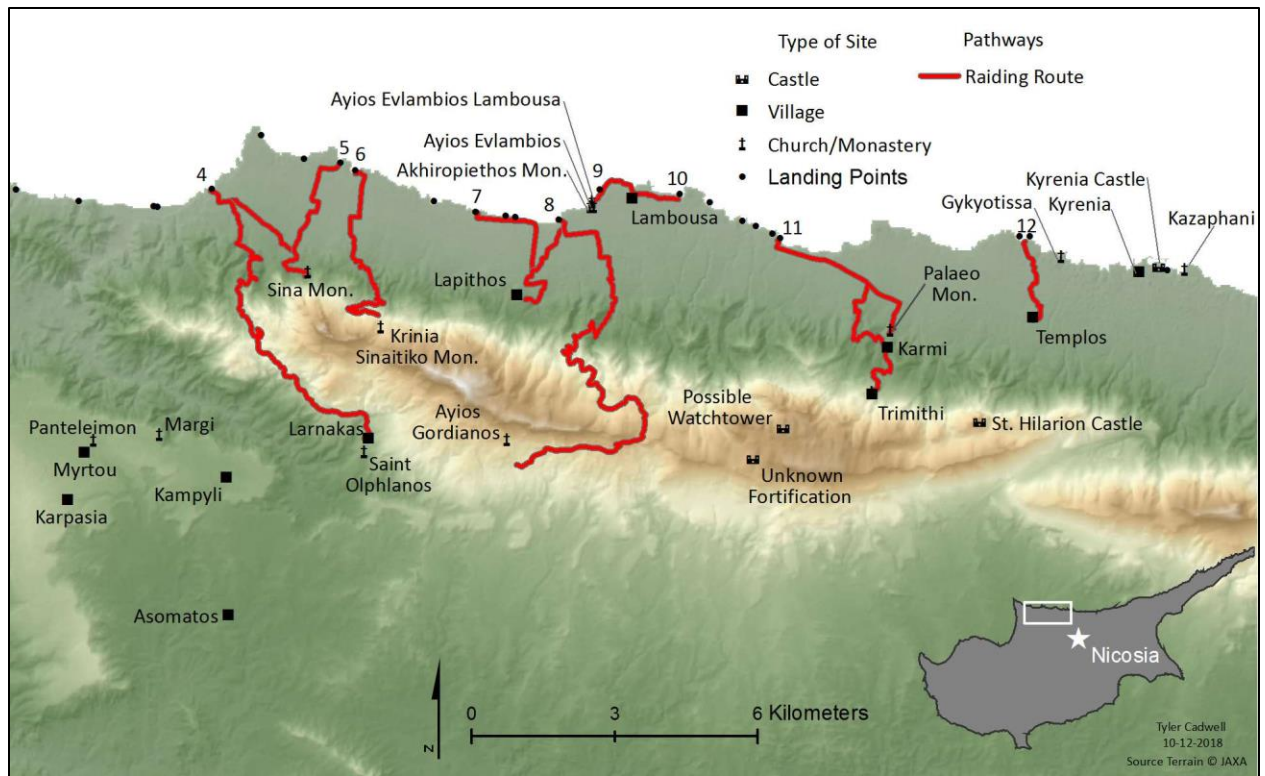 Type of Site
Pathways
Castle
Raiding Route
Village
Church/Monastery
Landing Points
Ayios Evlambios Lambousa
Ayios Evlambios
Akhiropiethos Mon.
Kyrenia Castle
Gykyotissa
Kyrenia
Kazaphani
4
5
6
7
8
9
10
11
12
Lambousa
Sina Mon.
Lapithos
Palaeo
Mon.
Krinia
Sinaitiko Mon.
Karmi
Templos
Possible
Watchtower
Trimithi
St. Hilarion Castle
Panteleimon
Margi
Larnakas
Ayios
Gordianos
Myrtou
Saint
Olphlanos
Kampyli
Unknown
Fortification
Karpasia
Asomatos
Nicosia
N
0
3
6 Kilometers
Tyler Cadwell
10-12-2018
Source Terrain © JAXA